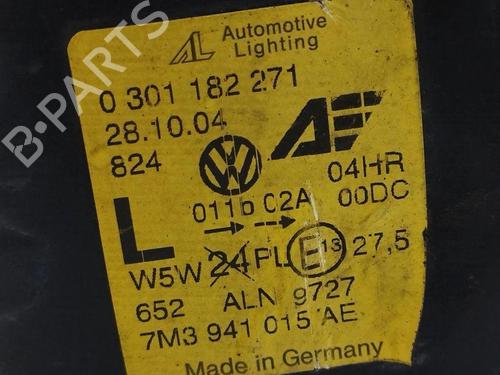 B-PARTS
AL Automotive Lighting
0 301 182 271
28.10.04
824
04HR
L 011b 02A 00DC
W5W 24 PL E 13 27,5
652 ALN 9727
7M3 941 015 AE
Made in Germany